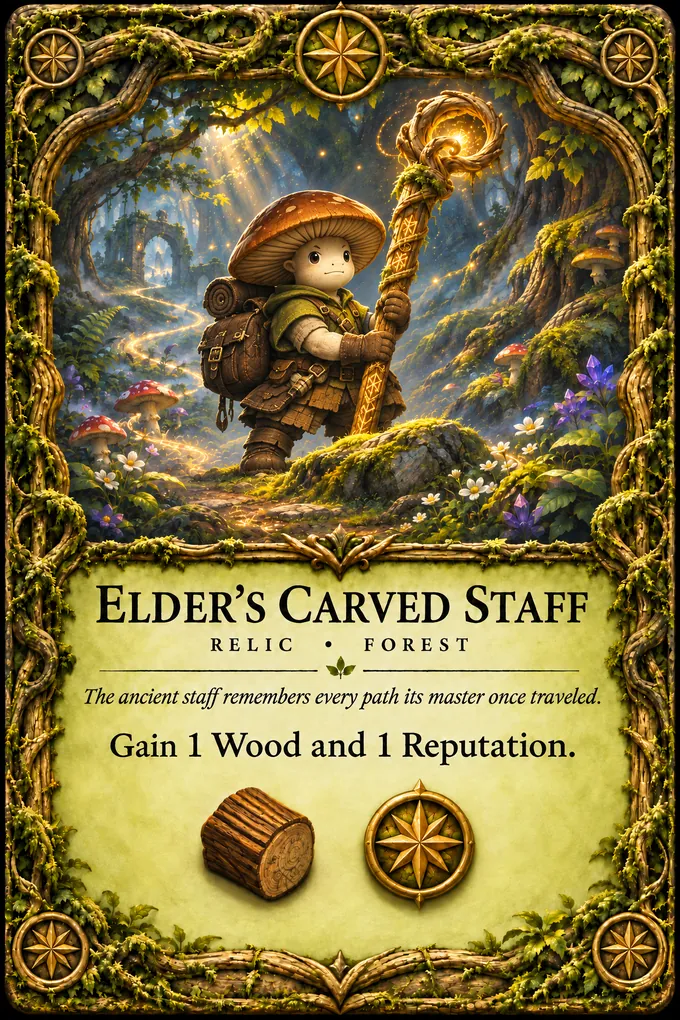 ELDER'S CARVED STAFF
RELIC • FOREST
The ancient staff remembers every path its master once traveled.
Gain 1 Wood and 1 Reputation.